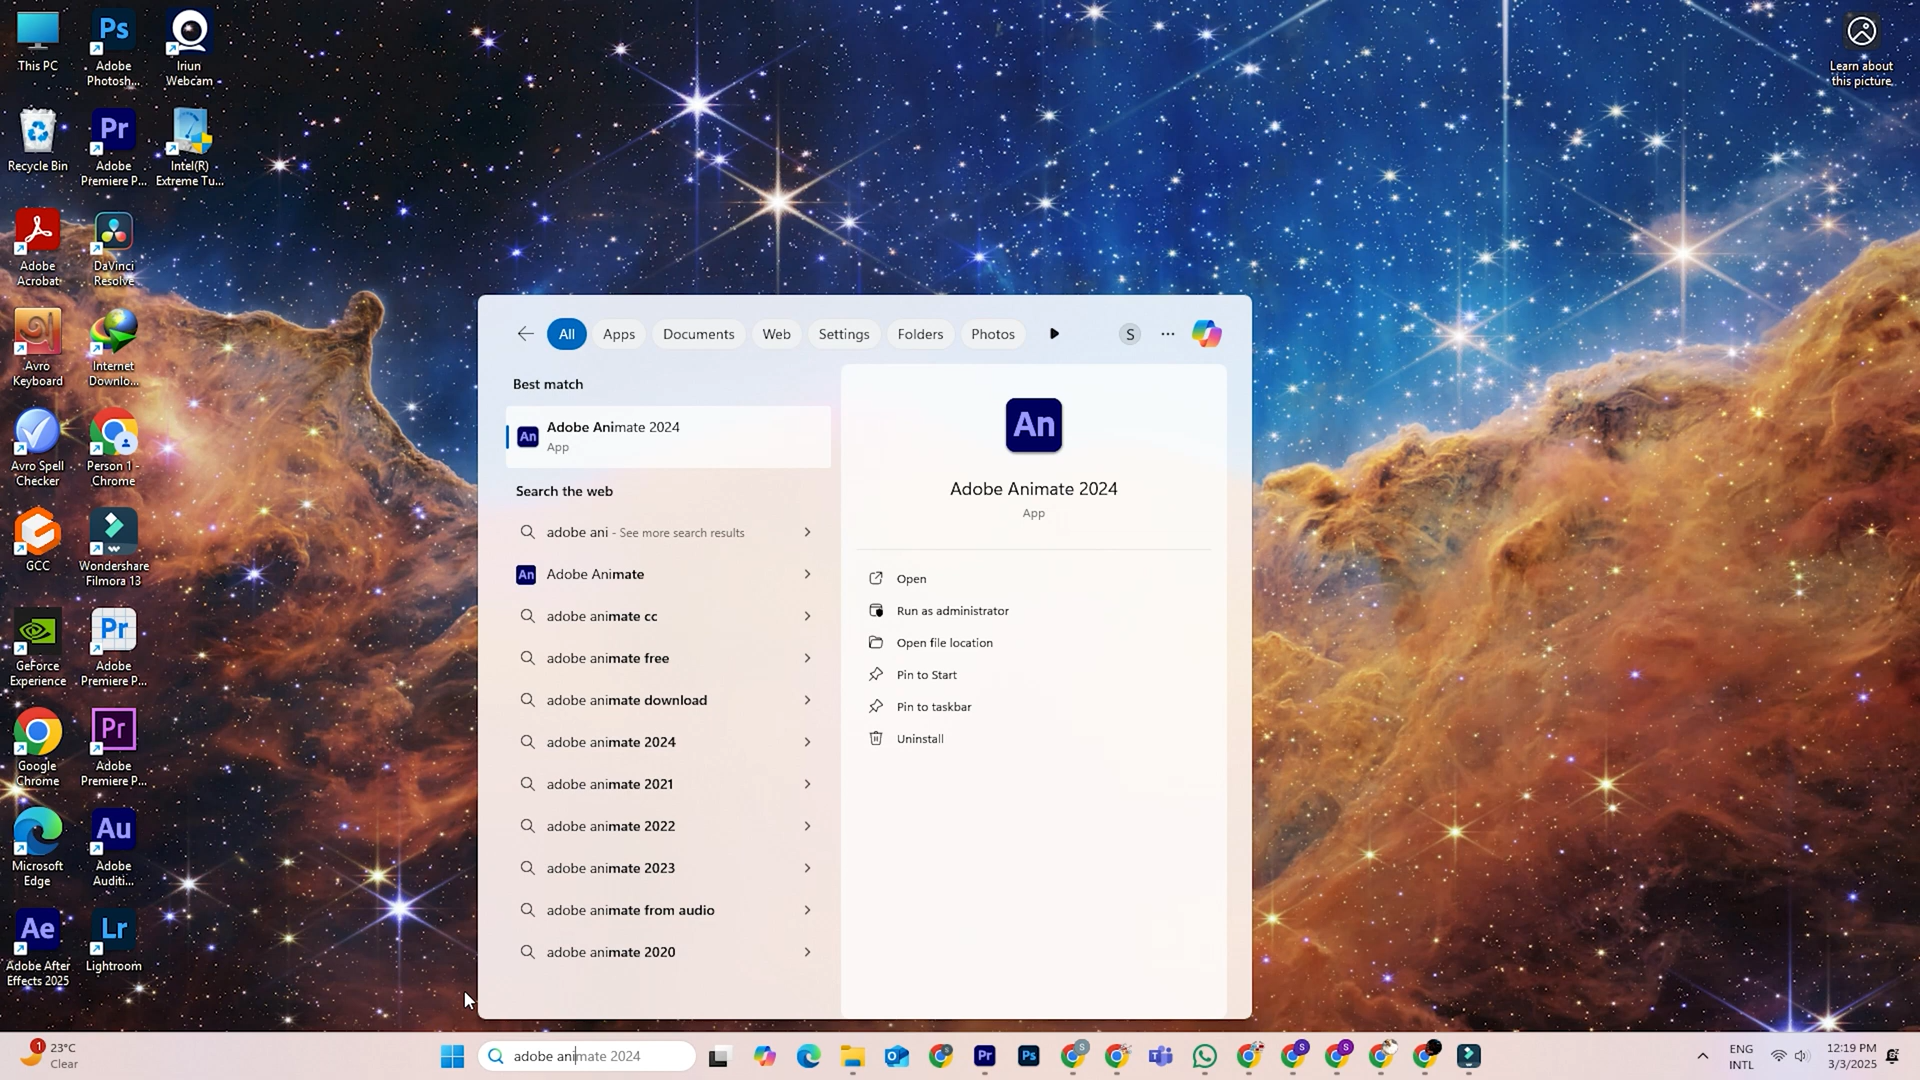 This PC
Ps
Adobe
Photosh...
Iriun
Webcam
Recycle Bin
Pr
Adobe
Premiere P...
Intel(R)
Extreme Tu...
Adobe
Acrobat
DaVinci
Resolve
Avro
Keyboard
Internet
Downlo...
Avro Spell
Checker
Person 1 -
Chrome
GCC
Wondershare
Filmora 13
GeForce
Experience
Pr
Adobe
Premiere P...
Google
Chrome
Pr
Adobe
Premiere P...
Microsoft
Edge
Au
Adobe
Auditi...
Ae
Adobe After
Effects 2025
Lr
Lightroom
Learn about
this picture
All
Apps
Documents
Web
Settings
Folders
Photos
S
Best match
An
Adobe Animate 2024
App
Search the web
adobe ani - See more search results
An
Adobe Animate
adobe animate cc
adobe animate free
adobe animate download
adobe animate 2024
adobe animate 2021
adobe animate 2022
adobe animate 2023
adobe animate from audio
adobe animate 2020
An
Adobe Animate 2024
App
Open
Run as administrator
Open file location
Pin to Start
Pin to taskbar
Uninstall
1
23°C
Clear
adobe animate 2024
Pr
Ps
ENG
INTL
12:19 PM
3/3/2025